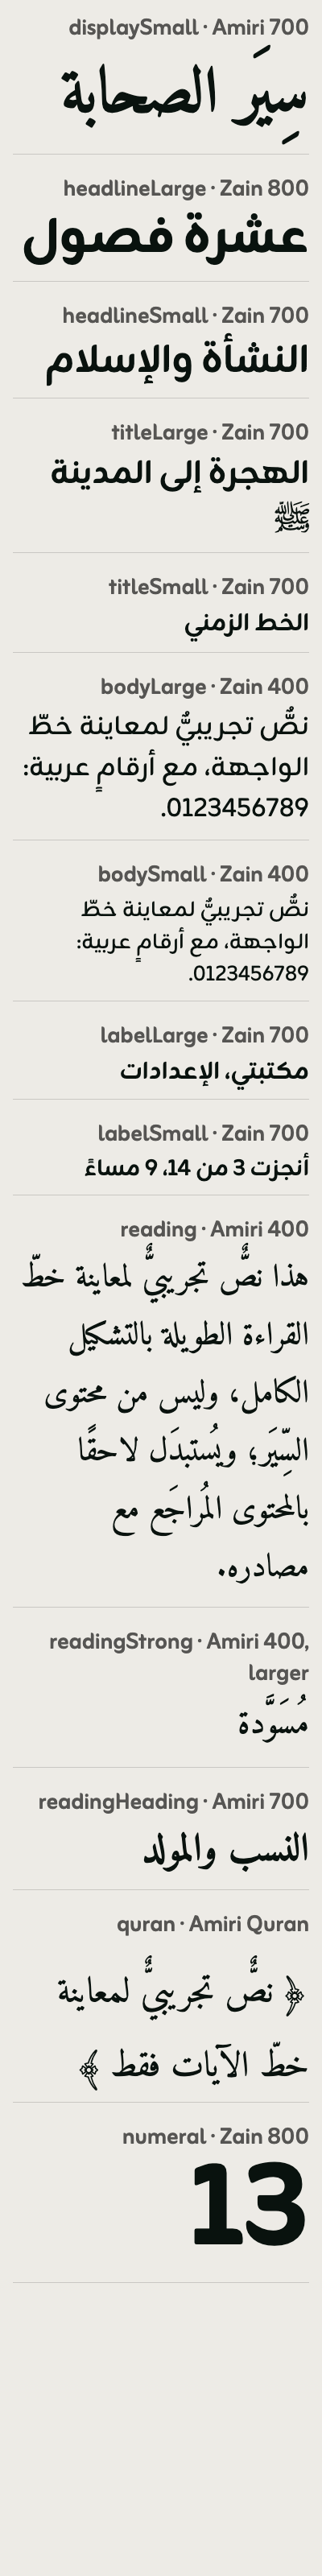 displaySmall · Amiri 700
سِيَر الصحابة
headlineLarge · Zain 800
عشرة فصول
headlineSmall · Zain 700
النشأة والإسلام
titleLarge · Zain 700
الهجرة إلى المدينة
ﷺ
titleSmall · Zain 700
الخط الزمني
bodyLarge · Zain 400
نصٌّ تجريبيٌّ لمعاينة خطّ
الواجهة، مع أرقامٍ عربية:
0123456789.
bodySmall · Zain 400
نصٌّ تجريبيٌّ لمعاينة خطّ
الواجهة، مع أرقامٍ عربية:
0123456789.
labelLarge · Zain 700
مكتبتي، الإعدادات
labelSmall · Zain 700
أنجزت 3 من 14، 9 مساءً
reading · Amiri 400
هذا نصٌّ تجريبيٌّ لمعاينة خطّ
القراءة الطويلة بالتشكيل
الكامل، وليس من محتوى
السِّيَر؛ ويُستبدَل لاحقًا
بالمحتوى المُراجَع مع
مصادره.
readingStrong · Amiri 400,
larger
مُسَوَّدة
readingHeading · Amiri 700
النسب والمولد
quran · Amiri Quran
﴿ نصٌّ تجريبيٌّ لمعاينة
خطّ الآيات فقط ﴾
numeral · Zain 800
13